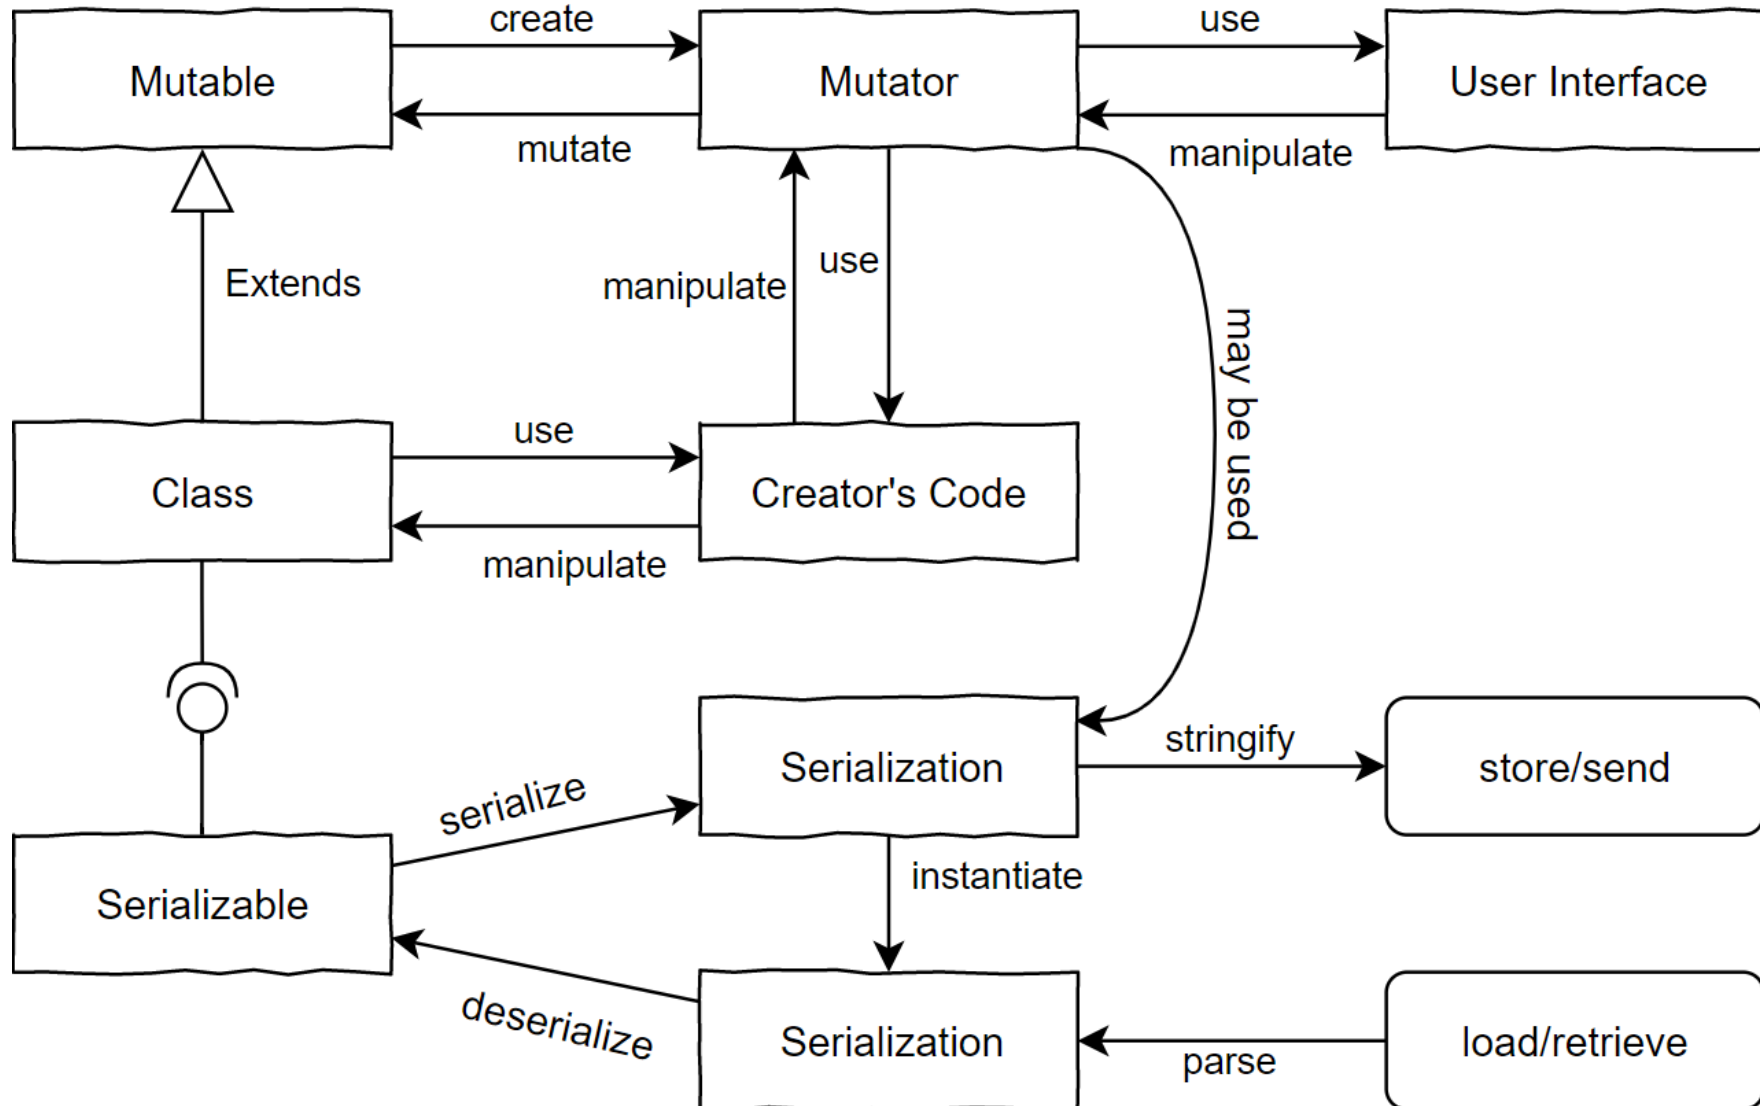 create
use
Mutable
Mutator
User Interface
mutate
manipulate
Extends
manipulate
use
may be used
use
Class
Creator's Code
manipulate
stringify
serialize
Serialization
store/send
instantiate
Serializable
deserialize
Serialization
load/retrieve
parse